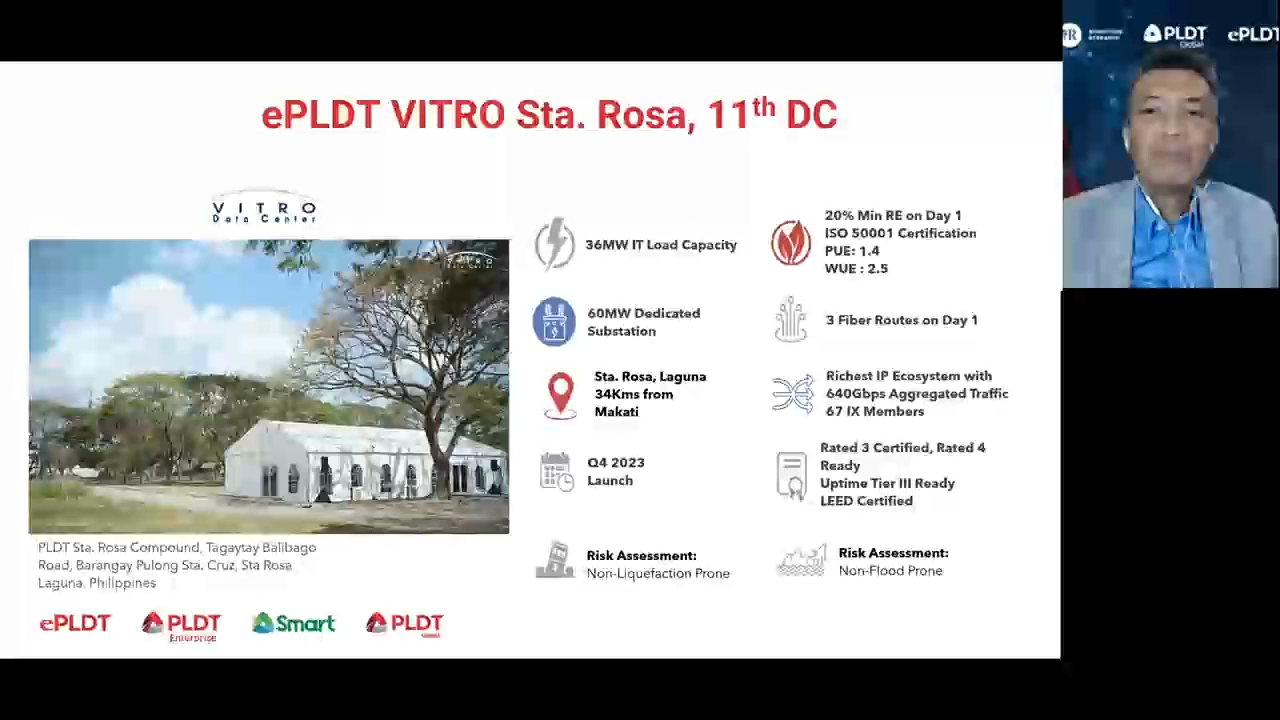 ePLDT VITRO Sta. Rosa, 11th DC
VITRO
Data Center
VITRO
Data Center
36MW IT Load Capacity
60MW Dedicated
Substation
Sta. Rosa, Laguna
34Kms from
Makati
Q4 2023
Launch
Risk Assessment:
Non-Liquefaction Prone
20% Min RE on Day 1
ISO 50001 Certification
PUE: 1.4
WUE : 2.5
3 Fiber Routes on Day 1
Richest IP Ecosystem with
640Gbps Aggregated Traffic
67 IX Members
Rated 3 Certified, Rated 4
Ready
Uptime Tier III Ready
LEED Certified
Risk Assessment:
Non-Flood Prone
PLDT Sta. Rosa Compound, Tagaytay Balibago
Road, Barangay Pulong Sta. Cruz, Sta Rosa
Laguna, Philippines
ePLDT
PLDT
Enterprise
Smart
PLDT
PLDT
Global
ePLDT